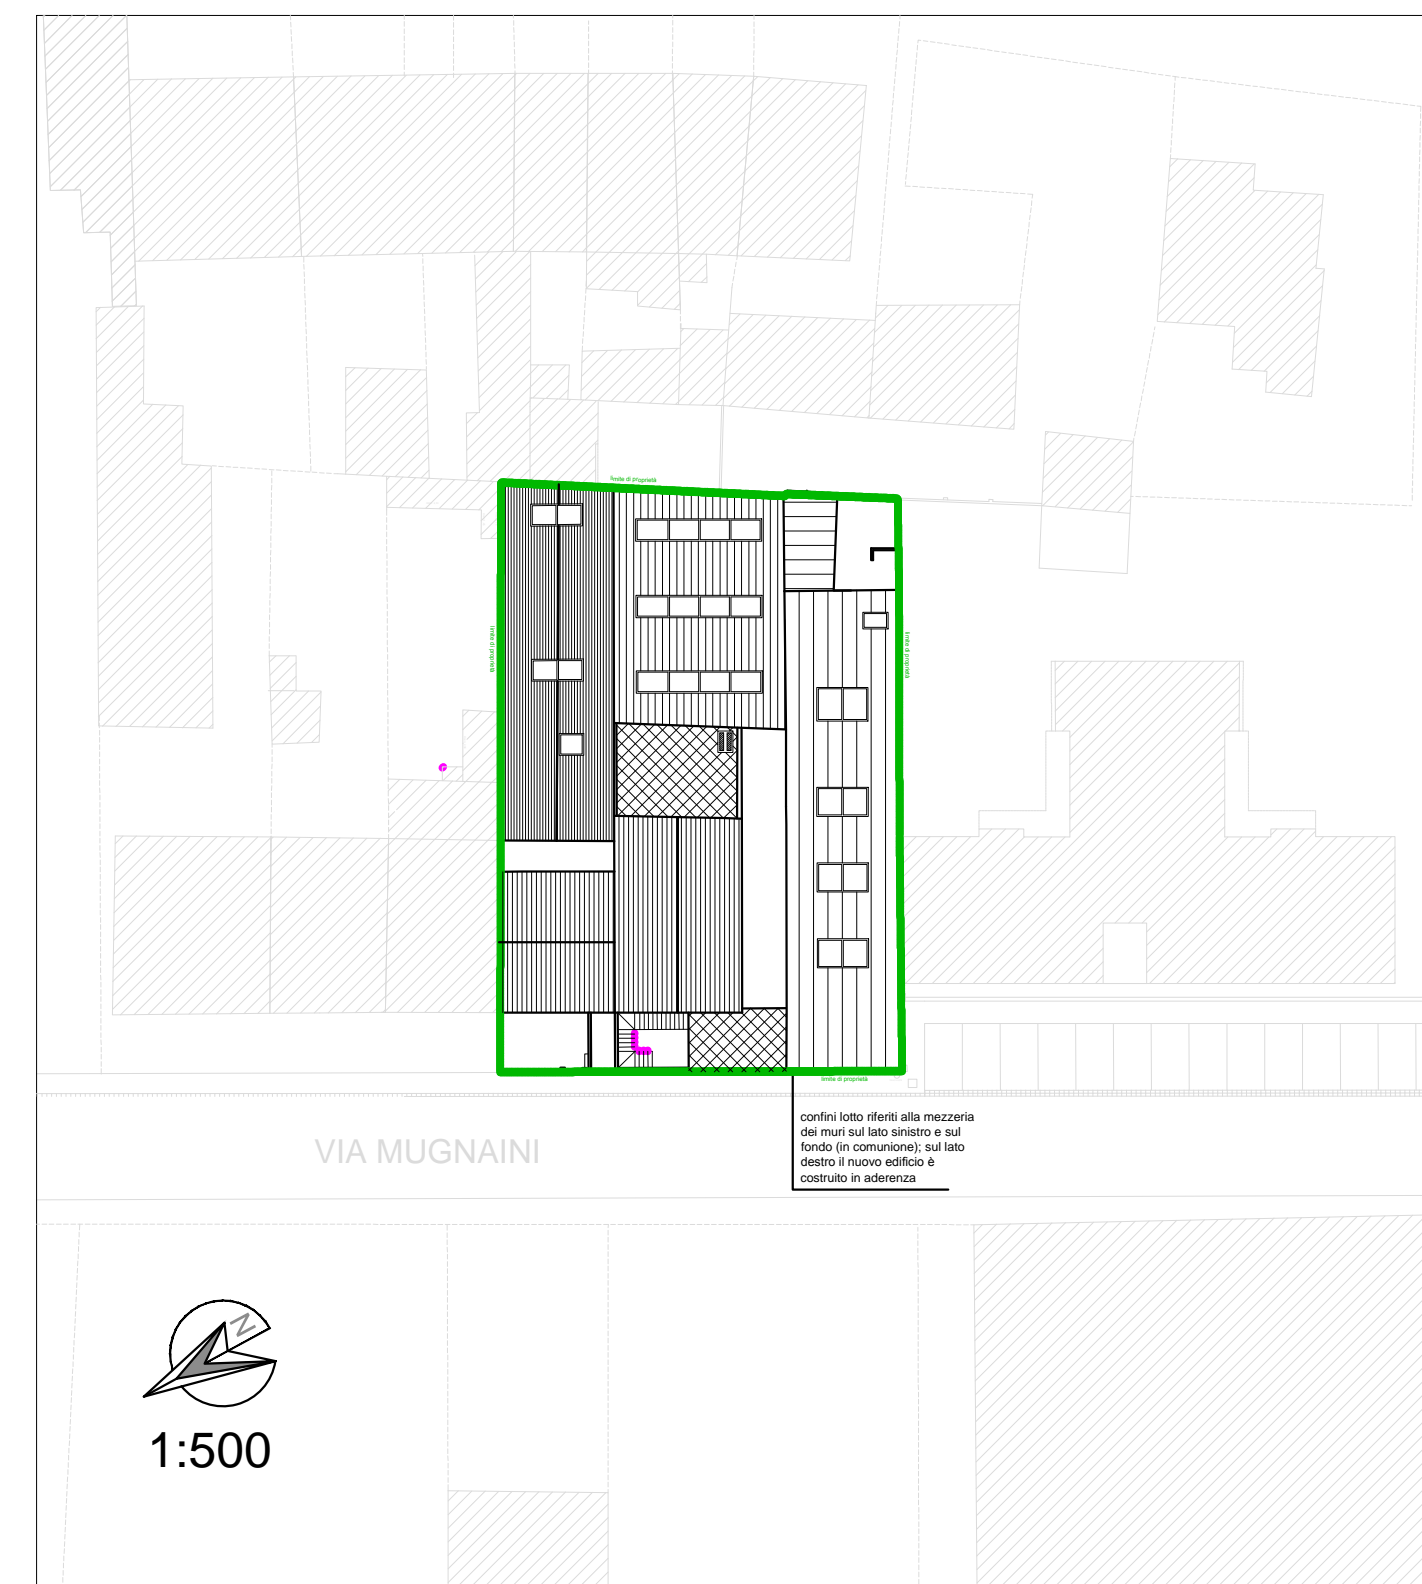 limite di proprietà
limite di proprietà
limite di proprietà
limite di proprietà
confini lotto riferiti alla mezzeria
dei muri sul lato sinistro e sul
fondo (in comunione); sul lato
destro il nuovo edificio è
costruito in aderenza
VIA MUGNAINI
N
1:500